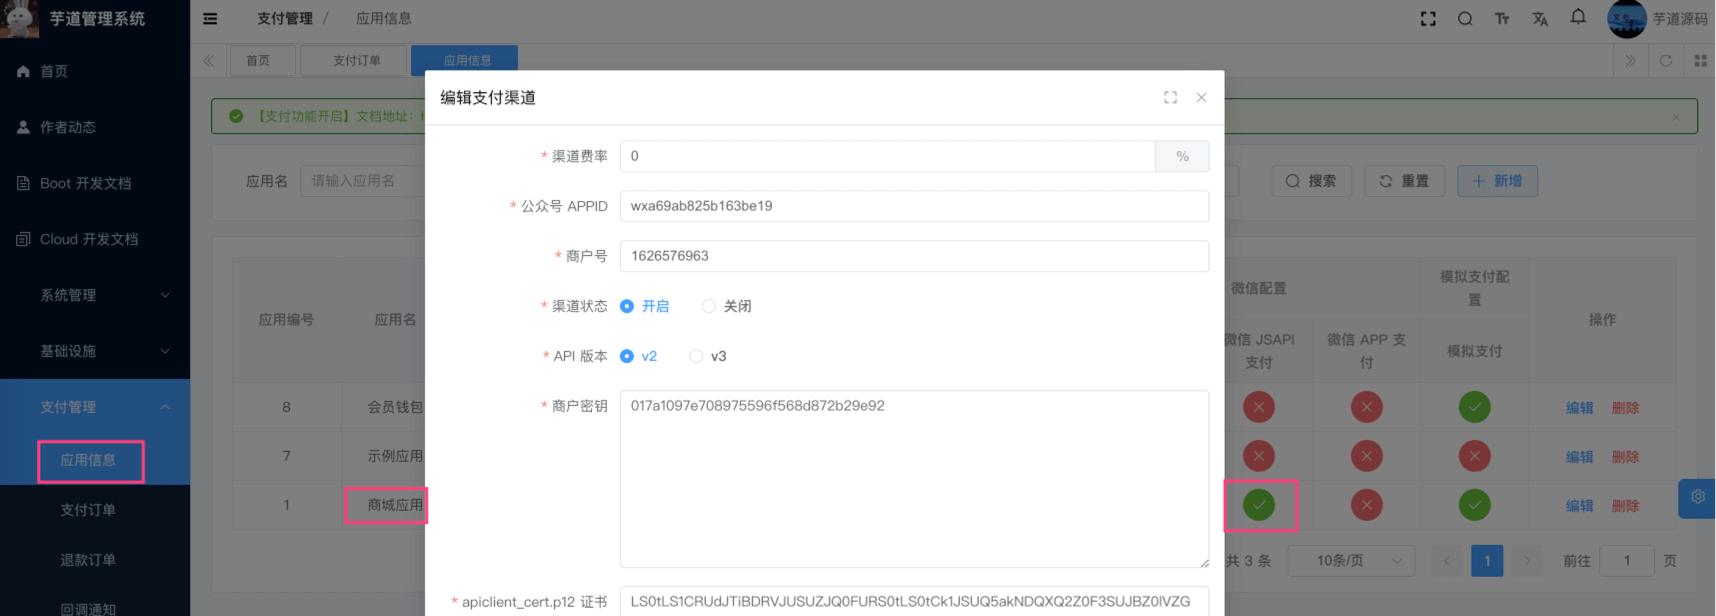 芋道管理系统
支付管理 / 应用信息
芋道源码
首页
支付订单
应用信息
首页
作者动态
Boot 开发文档
Cloud 开发文档
系统管理
基础设施
支付管理
应用信息
支付订单
退款订单
回调通知
【支付功能开启】文档地址：
应用名
请输入应用名
搜索
重置
新增
编辑支付渠道
* 渠道费率
0
%
* 公众号 APPID
wxa69ab825b163be19
* 商户号
1626576963
* 渠道状态
开启
关闭
* API 版本
v2
v3
* 商户密钥
017a1097e708975596f568d872b29e92
* apiclient_cert.p12 证书
LS0tLS1CRUdJTiBDRVJUSUZJQ0FURS0tLS0tCk1JSUQ5akNDQXQ2Z0F3SUJBZ0lVZG
应用编号
应用名
微信配置
模拟支付配置
操作
微信 JSAPI 支付
微信 APP 支付
模拟支付
8
会员钱包
编辑
删除
7
示例应用
编辑
删除
1
商城应用
编辑
删除
共 3 条
10条/页
1
前往
1
页